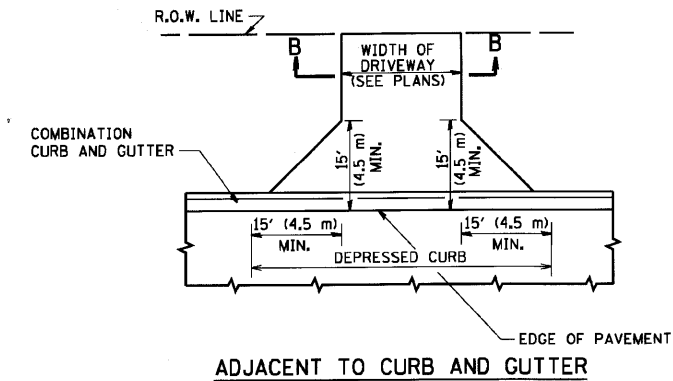 R.O.W. LINE
B
B
WIDTH OF
DRIVEWAY
(SEE PLANS)
COMBINATION
CURB AND GUTTER
15' (4.5 m) MIN.
15' (4.5 m) MIN.
15' (4.5 m)
MIN.
15' (4.5 m)
MIN.
DEPRESSED CURB
EDGE OF PAVEMENT
ADJACENT TO CURB AND GUTTER